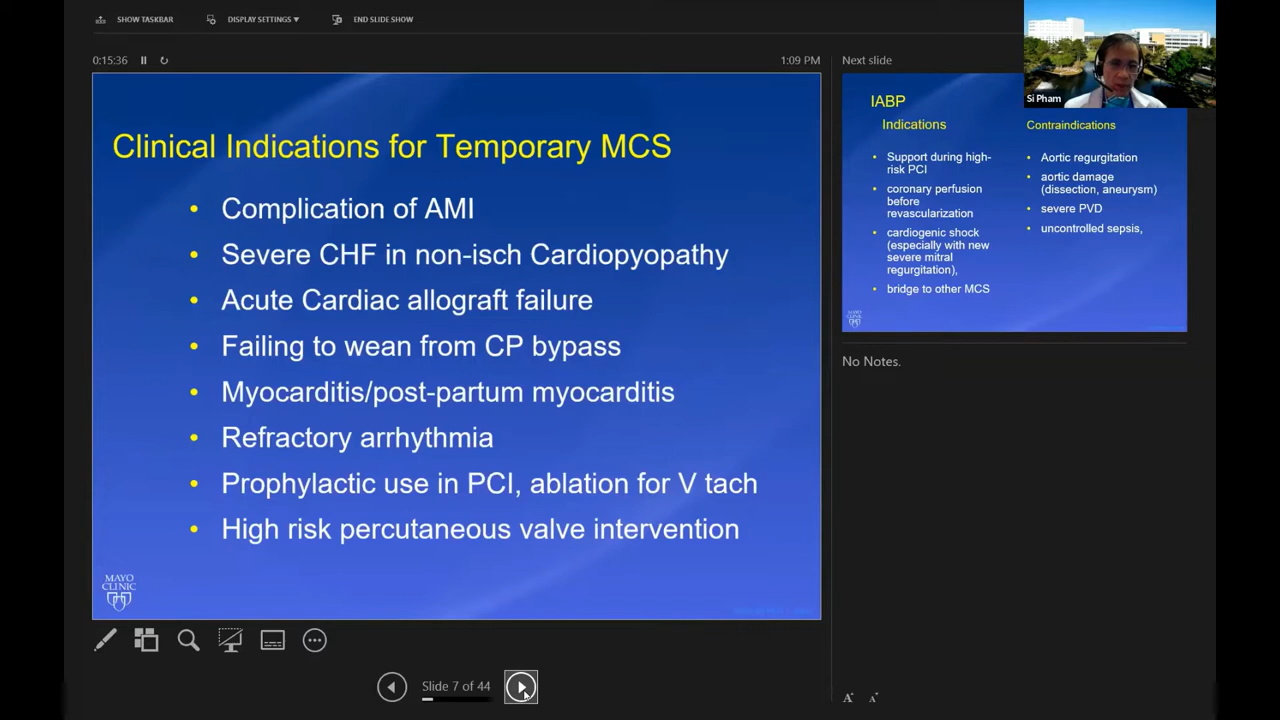 SHOW TASKBAR
DISPLAY SETTINGS ▾
END SLIDE SHOW
0:15:36
1:09 PM
Clinical Indications for Temporary MCS
• Complication of AMI
• Severe CHF in non-isch Cardiopyopathy
• Acute Cardiac allograft failure
• Failing to wean from CP bypass
• Myocarditis/post-partum myocarditis
• Refractory arrhythmia
• Prophylactic use in PCI, ablation for V tach
• High risk percutaneous valve intervention
MAYO
CLINIC
Slide 7 of 44
Next slide
Si Pham
IABP
Indications
• Support during high-
risk PCI
• coronary perfusion
before
revascularization
• cardiogenic shock
(especially with new
severe mitral
regurgitation),
• bridge to other MCS
Contraindications
• Aortic regurgitation
• aortic damage
(dissection, aneurysm)
• severe PVD
• uncontrolled sepsis,
MAYO
CLINIC
No Notes.
A A